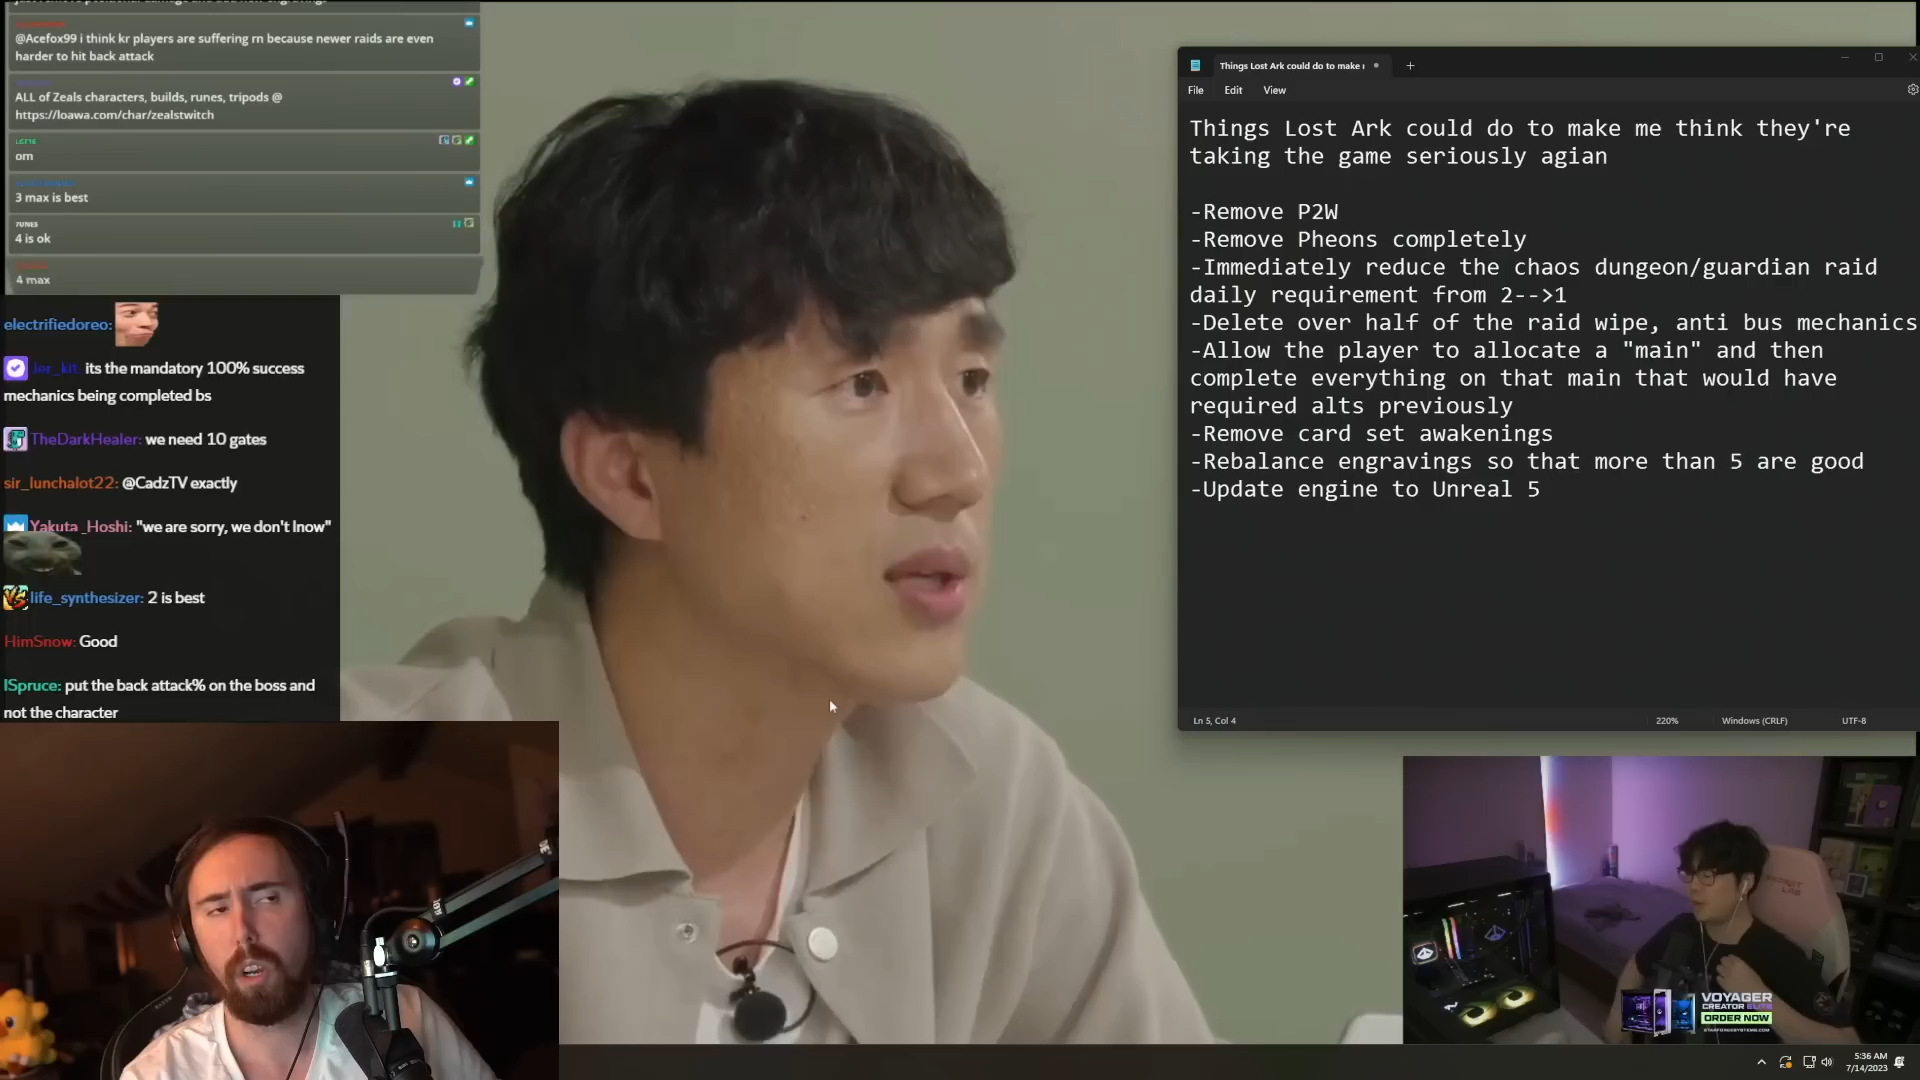 @Acefox99 i think kr players are suffering rn because newer raids are even
harder to hit back attack
ALL of Zeals characters, builds, runes, tripods @
https://loawa.com/char/zealstwitch
om
3 max is best
7UNES
4 is ok
4 max
electrifiedoreo:
Jer_kit: its the mandatory 100% success
mechanics being completed bs
TheDarkHealer: we need 10 gates
sir_lunchalot22: @CadzTV exactly
Yakuta_Hoshi: "we are sorry, we don't lnow"
life_synthesizer: 2 is best
HimSnow: Good
lSpruce: put the back attack% on the boss and
not the character
Things Lost Ark could do to make
File Edit View
Things Lost Ark could do to make me think they're
taking the game seriously agian
-Remove P2W
-Remove Pheons completely
-Immediately reduce the chaos dungeon/guardian raid
daily requirement from 2-->1
-Delete over half of the raid wipe, anti bus mechanics
-Allow the player to allocate a "main" and then
complete everything on that main that would have
required alts previously
-Remove card set awakenings
-Rebalance engravings so that more than 5 are good
-Update engine to Unreal 5
Ln 5, Col 4 220% Windows (CRLF) UTF-8
VOYAGER
CREATOR ELITE
ORDER NOW
STARFORGESYSTEMS.COM
5:36 AM
7/14/2023